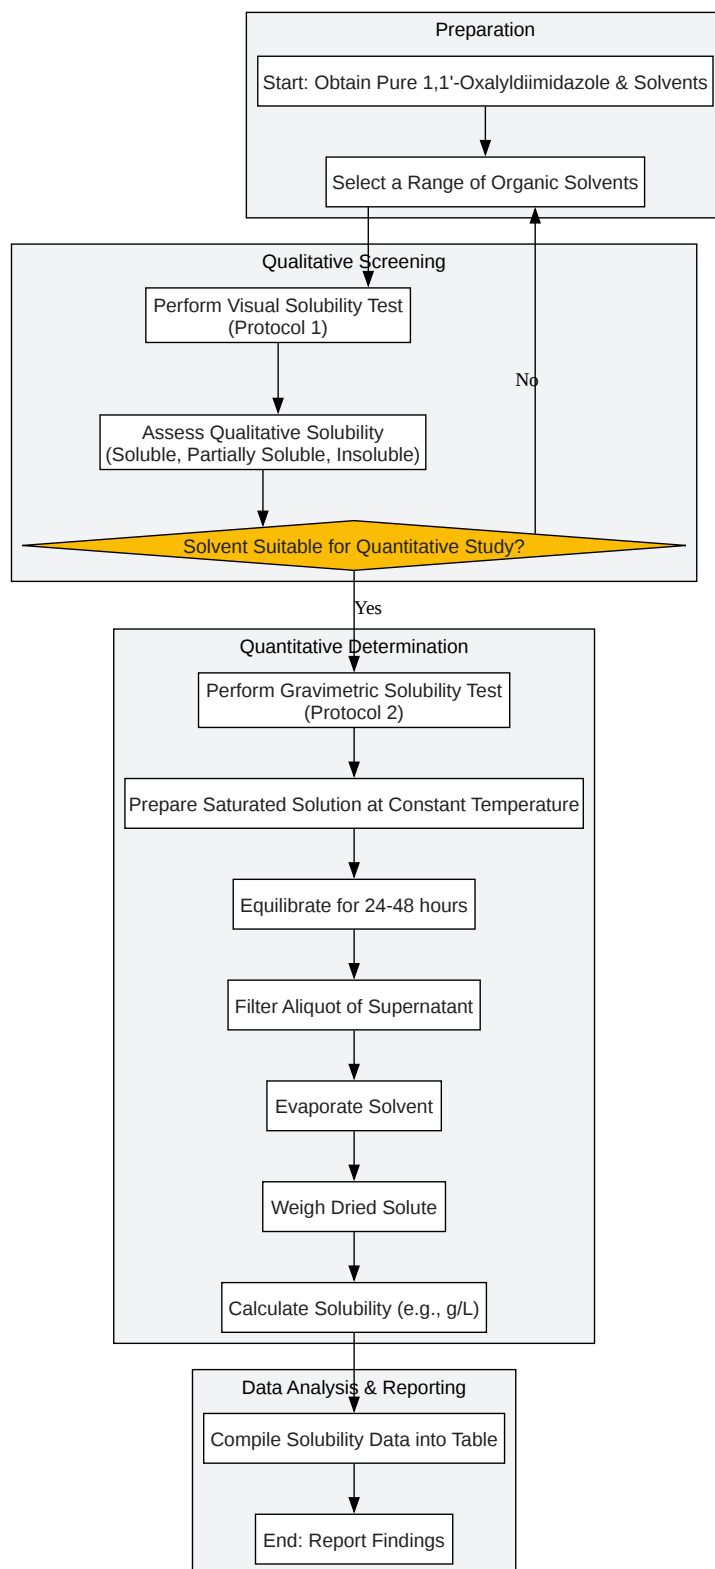 Preparation
Start: Obtain Pure 1,1'-Oxalyldiimidazole & Solvents
Select a Range of Organic Solvents
Qualitative Screening
Perform Visual Solubility Test
(Protocol 1)
No
Assess Qualitative Solubility
(Soluble, Partially Soluble, Insoluble)
Solvent Suitable for Quantitative Study?
Yes
Quantitative Determination
Perform Gravimetric Solubility Test
(Protocol 2)
Prepare Saturated Solution at Constant Temperature
Equilibrate for 24-48 hours
Filter Aliquot of Supernatant
Evaporate Solvent
Weigh Dried Solute
Calculate Solubility (e.g., g/L)
Data Analysis & Reporting
Compile Solubility Data into Table
End: Report Findings